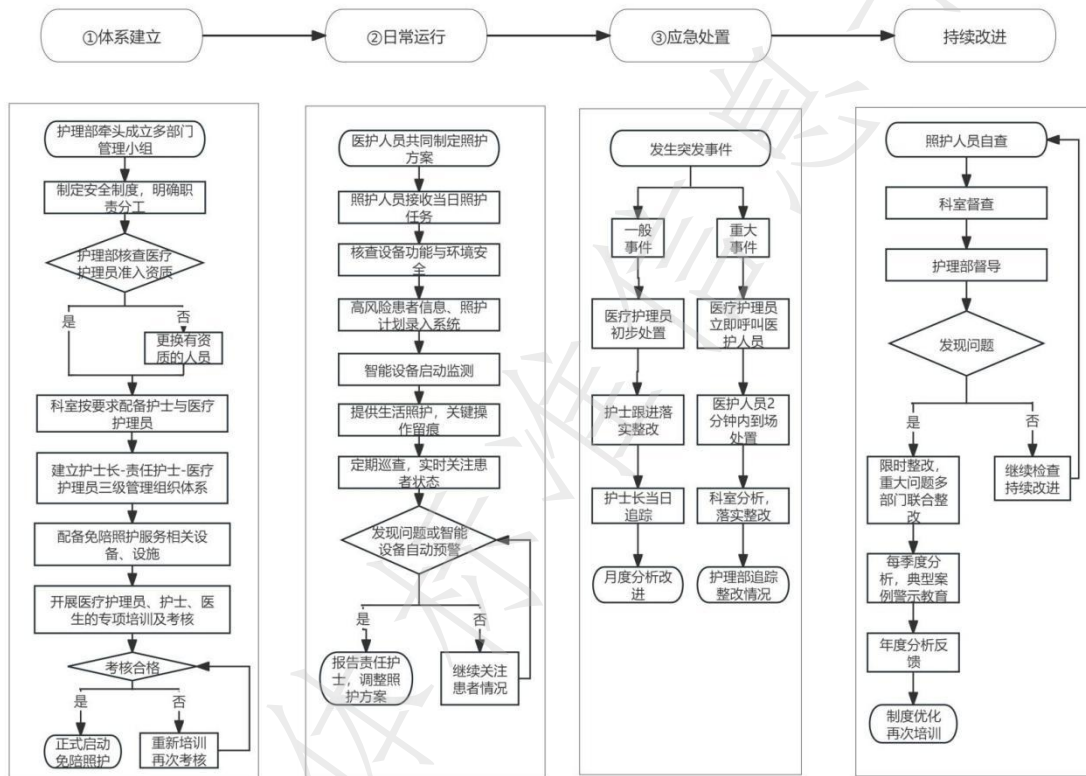 ①体系建立
②日常运行
③应急处置
持续改进
护理部牵头成立多部门
管理小组
制定安全制度，明确职
责分工
护理部核查医疗
护理员准入资质
是
否
更换有资
质的人员
科室按要求配备护士与医疗
护理员
建立护士长-责任护士-医疗
护理员三级管理组织体系
配备免陪照护服务相关设
备、设施
开展医疗护理员、护士、医
生的专项培训及考核
考核合格
是
否
正式启动
免陪照护
重新培训
再次考核
医护人员共同制定照护
方案
照护人员接收当日照护
任务
核查设备功能与环境安
全
高风险患者信息、照护
计划录入系统
智能设备启动监测
提供生活照护，关键操
作留痕
定期巡查，实时关注患
者状态
发现问题或智能
设备自动预警
是
否
报告责任护
士，调整照
护方案
继续关注
患者情况
发生突发事件
一般
事件
重大
事件
医疗护理员
初步处置
医疗护理员
立即呼叫医
护人员
护士跟进落
实整改
医护人员2
分钟内到场
处置
护士长当日
追踪
科室分析，
落实整改
月度分析改
进
护理部追踪
整改情况
照护人员自查
科室督查
护理部督导
发现问题
是
否
限时整改，
重大问题多
部门联合整
改
继续检查
持续改进
每季度分
析，典型案
例警示教育
年度分析反
馈
制度优化
再次培训